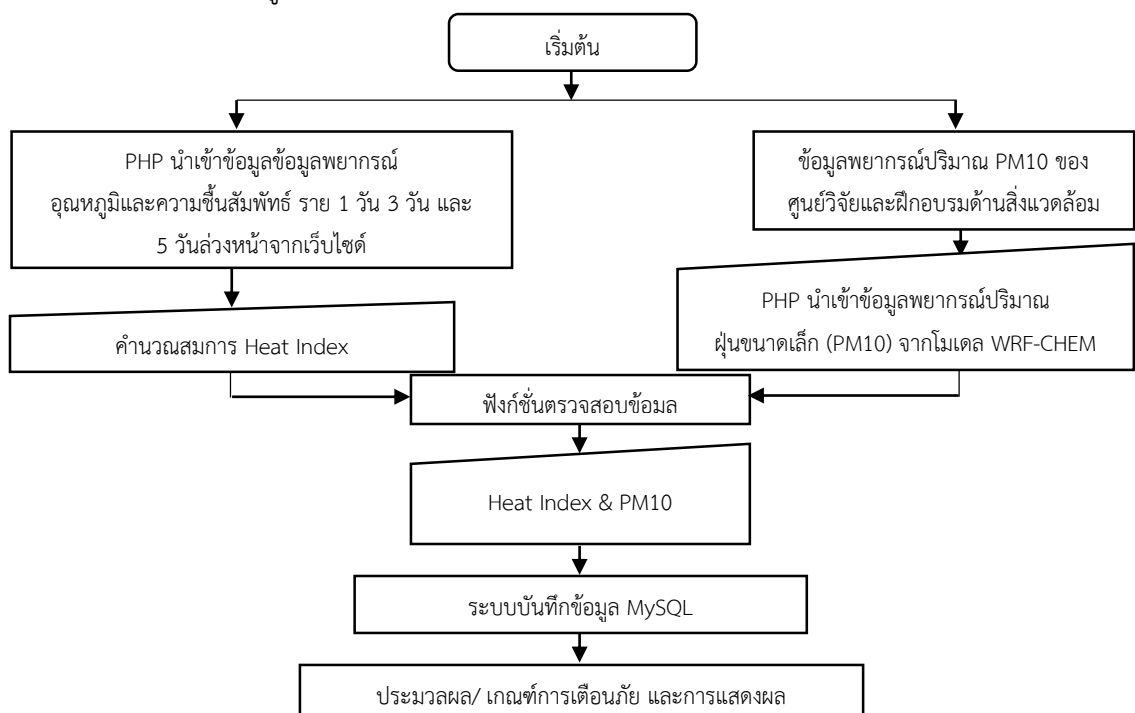 เริ่มต้น
PHP นำเข้าข้อมูลข้อมูลพยากรณ์
อุณหภูมิและความชื้นสัมพัทธ์ ราย 1 วัน 3 วัน และ
5 วันล่วงหน้าจากเว็บไซด์
ข้อมูลพยากรณ์ปริมาณ PM10 ของ
ศูนย์วิจัยและฝึกอบรมด้านสิ่งแวดล้อม
คำนวณสมการ Heat Index
PHP นำเข้าข้อมูลพยากรณ์ปริมาณ
ฝุ่นขนาดเล็ก (PM10) จากโมเดล WRF-CHEM
ฟังก์ชั่นตรวจสอบข้อมล
Heat Index & PM10
ระบบบันทึกข้อมูล MySQL
ประมวลผล/ เกณฑ์การเตือนภัย และการแสดงผล